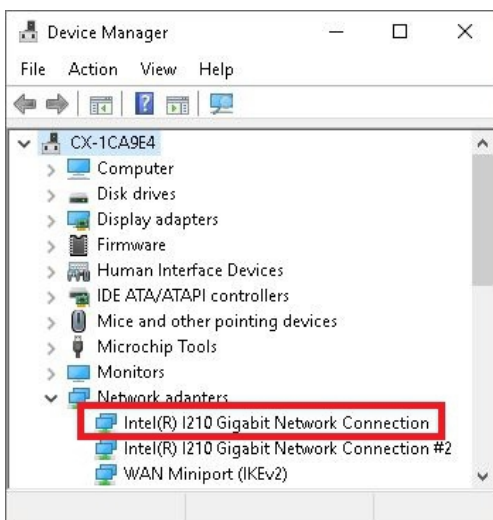 Device Manager
File Action View Help
CX-1CA9E4
Computer
Disk drives
Display adapters
Firmware
Human Interface Devices
IDE ATA/ATAPI controllers
Mice and other pointing devices
Microchip Tools
Monitors
Network adapters
Intel(R) I210 Gigabit Network Connection
Intel(R) I210 Gigabit Network Connection #2
WAN Miniport (IKEv2)